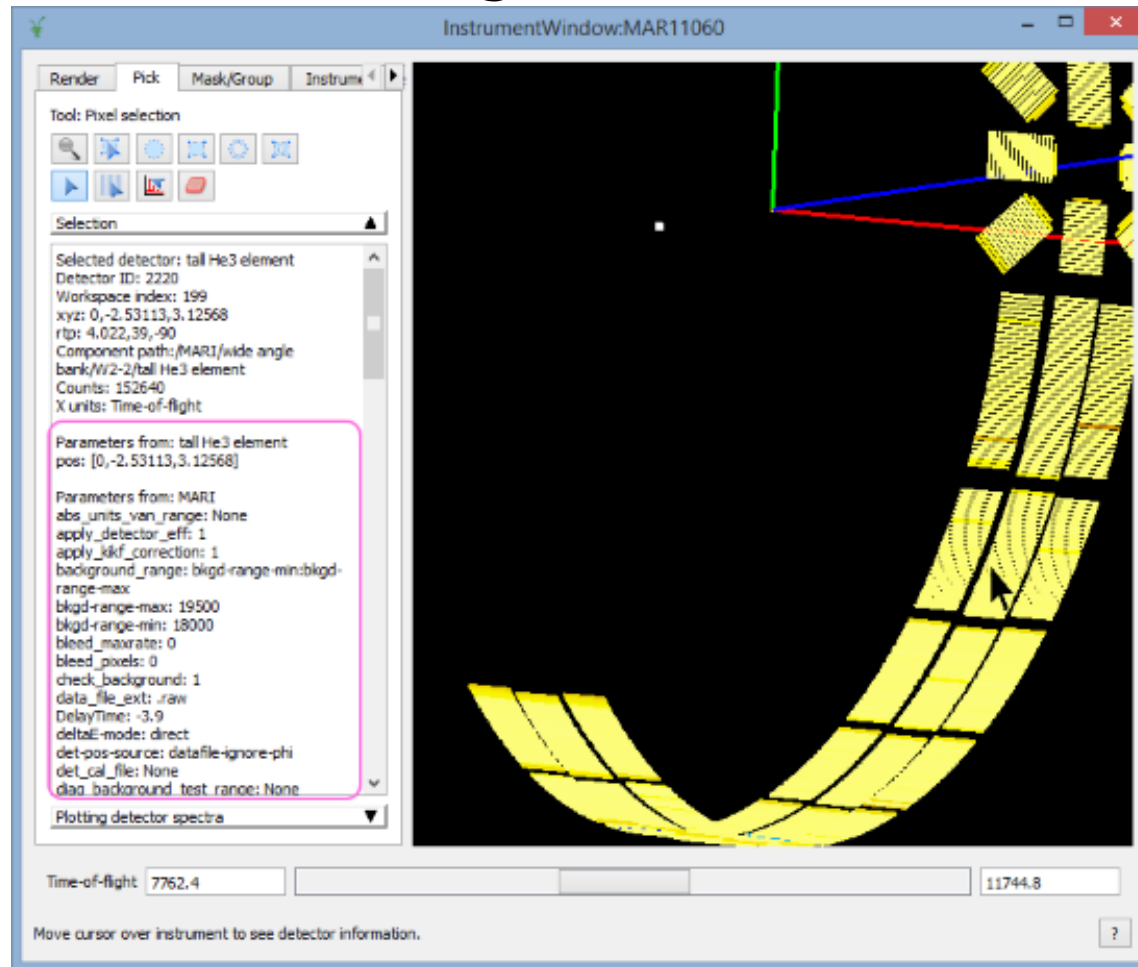 InstrumentWindow:MAR11060
Render Pick Mask/Group Instrume
Tool: Pixel selection
Selection
Selected detector: tall He3 element
Detector ID: 2220
Workspace index: 199
xyz: 0,-2.53113,3.12568
rtp: 4.022,39,-90
Component path:/MARI/wide angle
bank/W2-2/tall He3 element
Counts: 152640
X units: Time-of-flight
Parameters from: tall He3 element
pos: [0,-2.53113,3.12568]
Parameters from: MARI
abs_units_van_range: None
apply_detector_eff: 1
apply_kikf_correction: 1
background_range: bkgd-range-min:bkgd-
range-max
bkgd-range-max: 19500
bkgd-range-min: 18000
bleed_maxrate: 0
bleed_pixels: 0
check_background: 1
data_file_ext: .raw
DelayTime: -3.9
deltaE-mode: direct
det-pos-source: datafile-ignore-phi
det_cal_file: None
diag_background_test_range: None
Plotting detector spectra
Time-of-flight 7762.4 11744.8
Move cursor over instrument to see detector information. ?